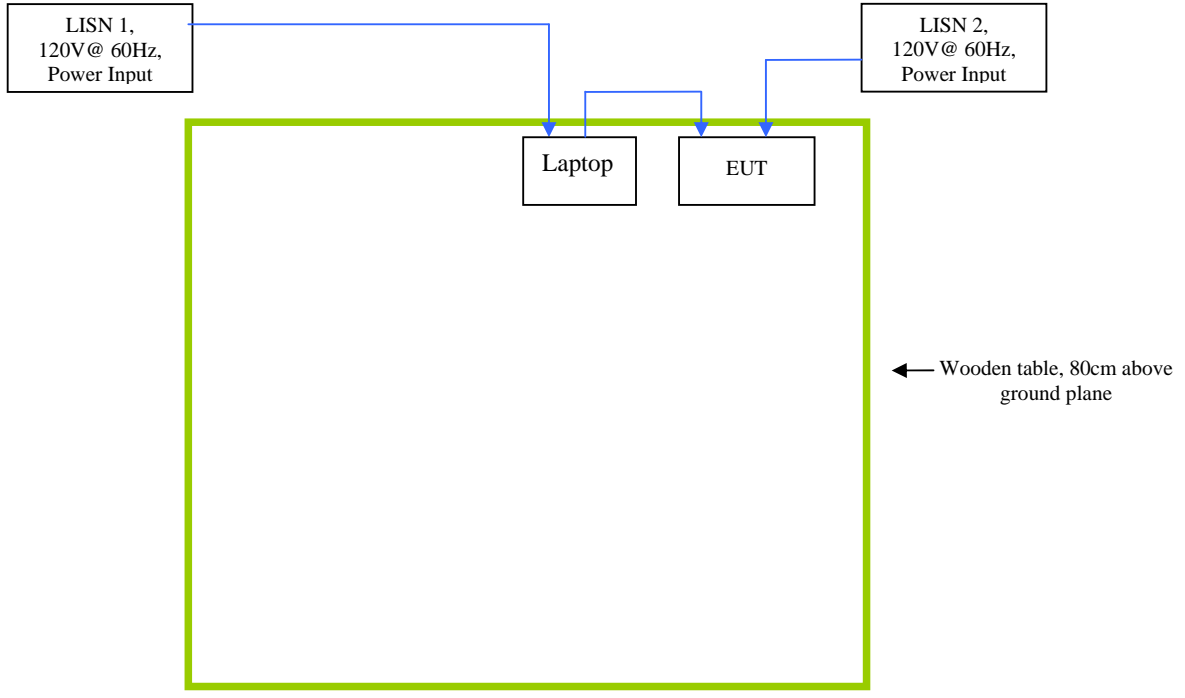 LISN 1,
120V@ 60Hz,
Power Input
LISN 2,
120V@ 60Hz,
Power Input
Laptop
EUT
Wooden table, 80cm above
ground plane